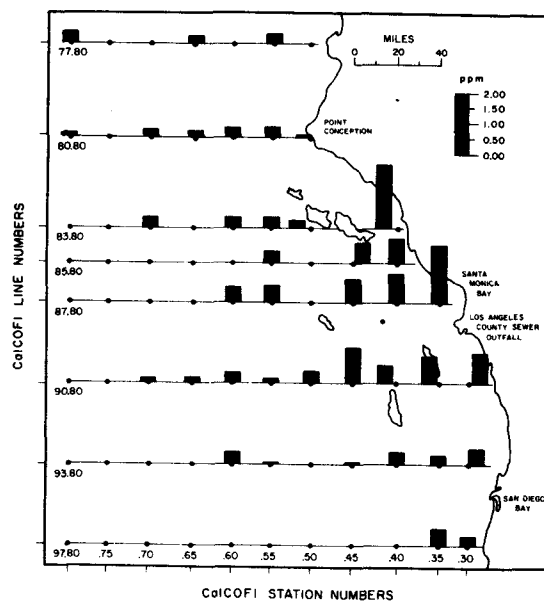 MILES
0 20 40
ppm
2.00
1.50
1.00
0.50
0.00
77.80
POINT
CONCEPTION
80.80
83.80
85.80
SANTA
MONICA
BAY
87.80
LOS ANGELES
COUNTY SEWER
OUTFALL
90.80
93.80
SAN DIEGO
BAY
97.80 .75 .70 .65 .60 .55 .50 .45 .40 .35 .30
CalCOFI LINE NUMBERS
CalCOFI STATION NUMBERS